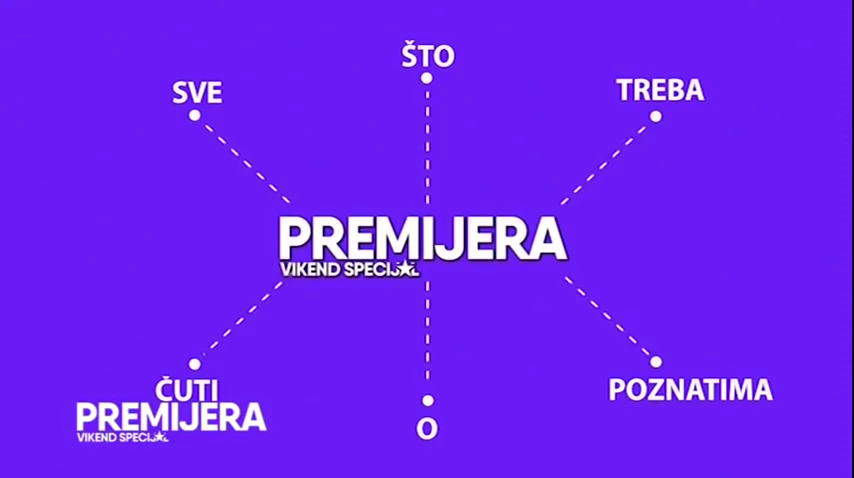 SVE
ŠTO
TREBA
PREMIJERA
VIKEND SPECIJAL
ČUTI
O
POZNATIMA
PREMIJERA
VIKEND SPECIJAL